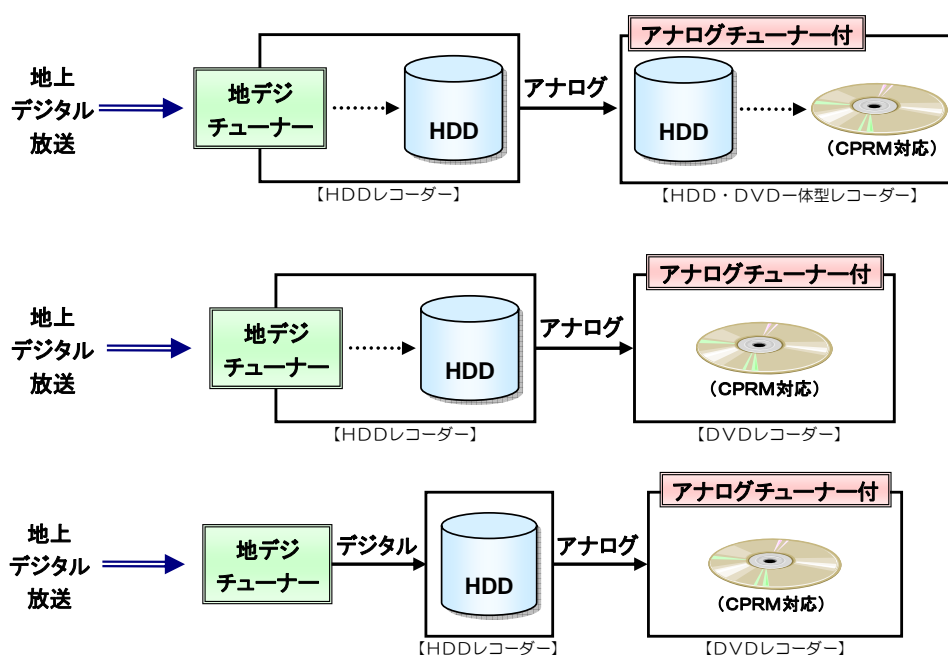 アナログチューナー付
地上
デジタル
放送
地デジ
チューナー
HDD
アナログ
HDD
(CPRM対応)
【HDDレコーダー】
【HDD・DVD一体型レコーダー】
アナログチューナー付
地上
デジタル
放送
地デジ
チューナー
HDD
アナログ
(CPRM対応)
【HDDレコーダー】
【DVDレコーダー】
アナログチューナー付
地上
デジタル
放送
地デジ
チューナー
デジタル
HDD
アナログ
(CPRM対応)
【HDDレコーダー】
【DVDレコーダー】